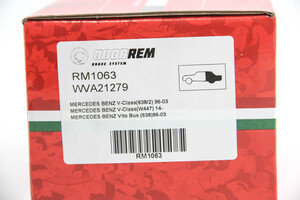 GOODREM
BRAKE SYSTEM
RM1063
WVA21279
MERCEDES BENZ V-Class(638/2) 96-03
MERCEDES BENZ V-Class(W447) 14-
MERCEDES BENZ Vito Bus (638)96-03
RM1063